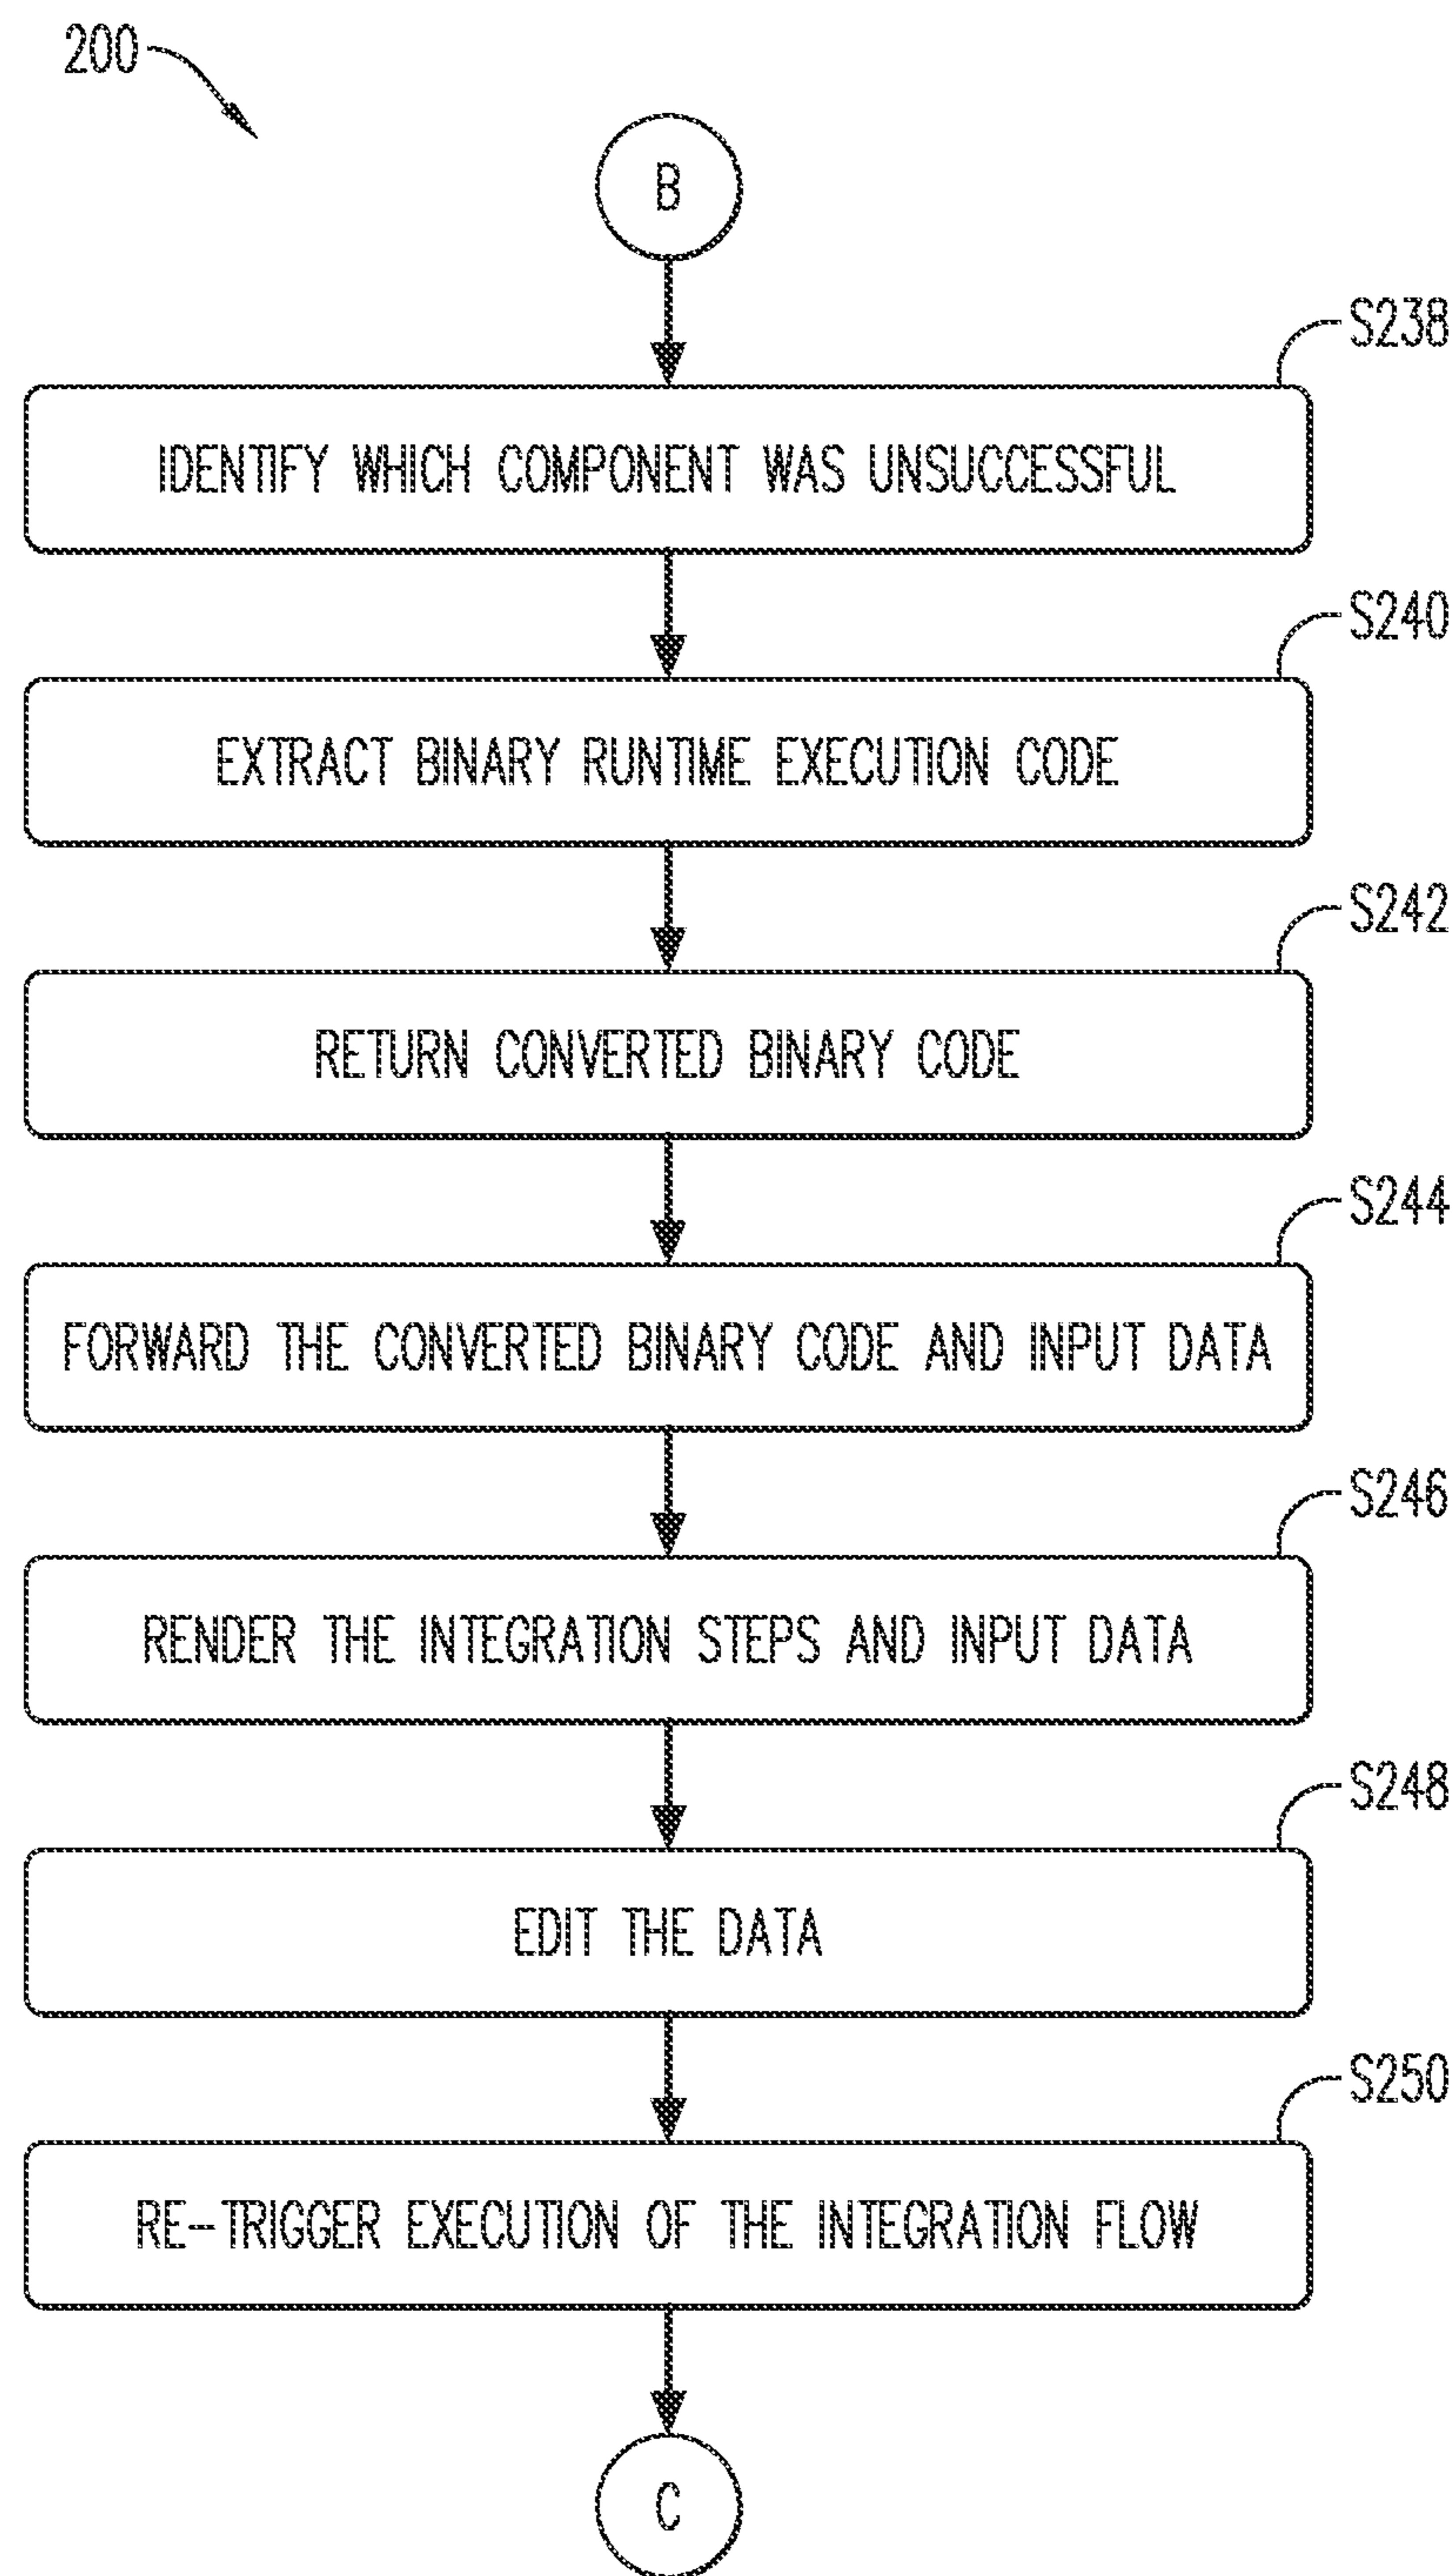 200
B
S238
IDENTIFY WHICH COMPONENT WAS UNSUCCESSFUL
S240
EXTRACT BINARY RUNTIME EXECUTION CODE
S242
RETURN CONVERTED BINARY CODE
S244
FORWARD THE CONVERTED BINARY CODE AND INPUT DATA
S246
RENDER THE INTEGRATION STEPS AND INPUT DATA
S248
EDIT THE DATA
S250
RE-TRIGGER EXECUTION OF THE INTEGRATION FLOW
C